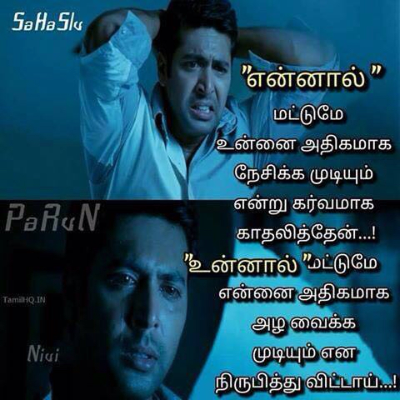 SaHaSlu
"என்னால்"
மட்டுமே
உன்னை அதிகமாக
நேசிக்க முடியும்
என்று கர்வமாக
காதலித்தேன்...!
PaRuN
"உன்னால்" மட்டுமே
என்னை அதிகமாக
TamilHQ.IN
அழ வைக்க
முடியும் என
Nivi
நிருபித்து விட்டாய்...!